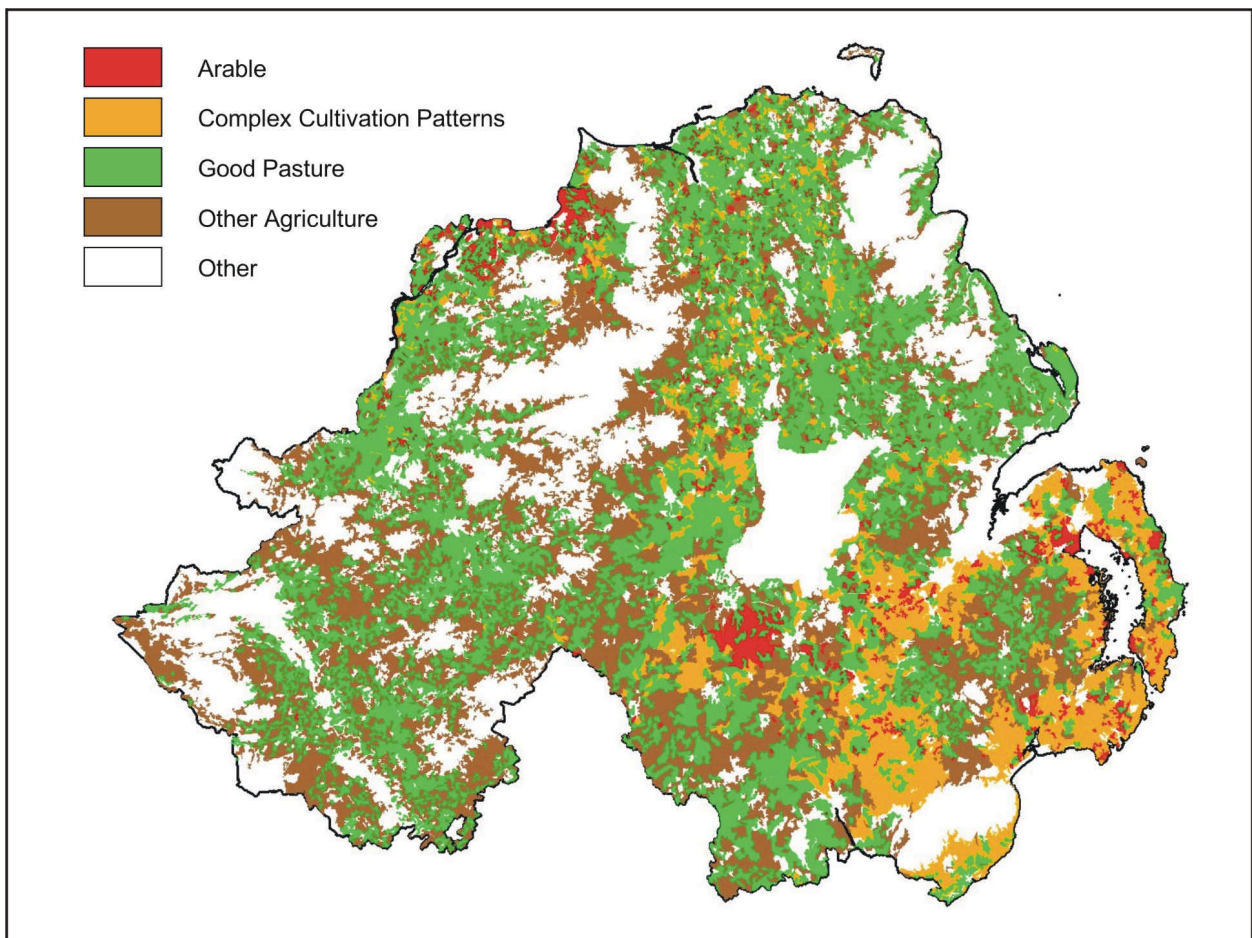 Arable
Complex Cultivation Patterns
Good Pasture
Other Agriculture
Other